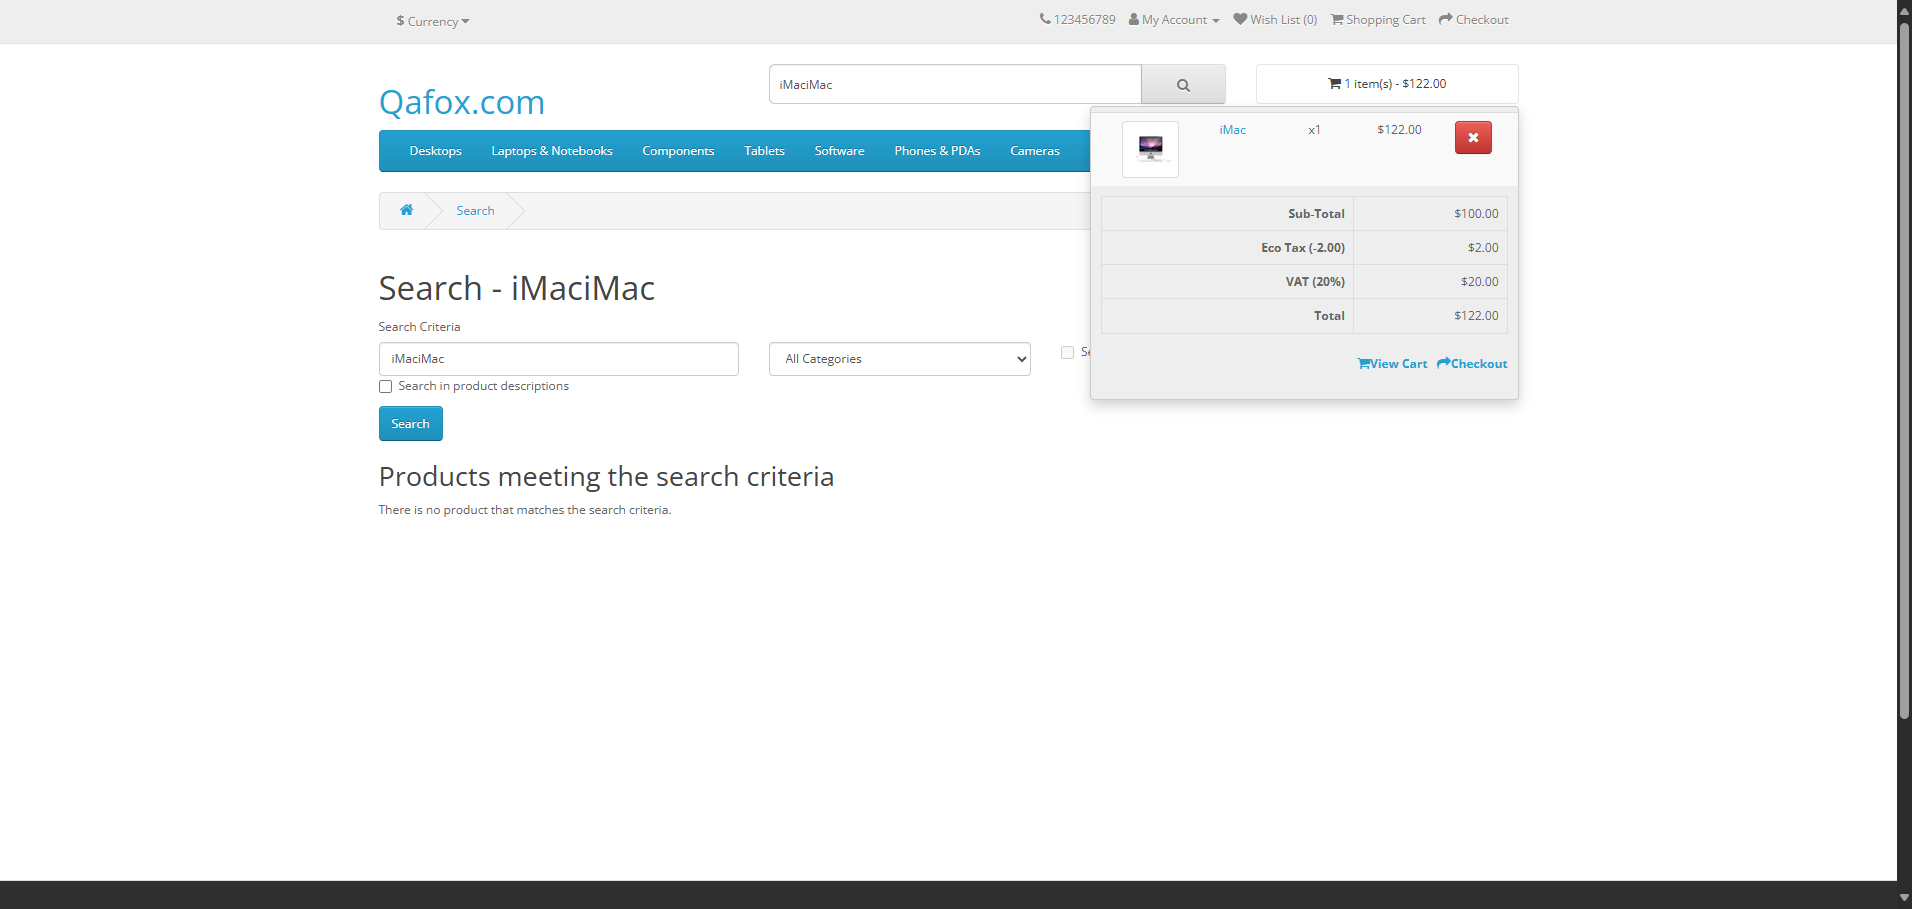 $ Currency
123456789 My Account Wish List (0) Shopping Cart Checkout
Qafox.com
iMaciMac
1 item(s) - $122.00
Desktops Laptops & Notebooks Components Tablets Software Phones & PDAs Cameras
iMac x1 $122.00
Sub-Total $100.00
Eco Tax (-2.00) $2.00
VAT (20%) $20.00
Total $122.00
View Cart Checkout
Search
Search - iMaciMac
Search Criteria
iMaciMac
All Categories
Search in product descriptions
Search
Products meeting the search criteria
There is no product that matches the search criteria.